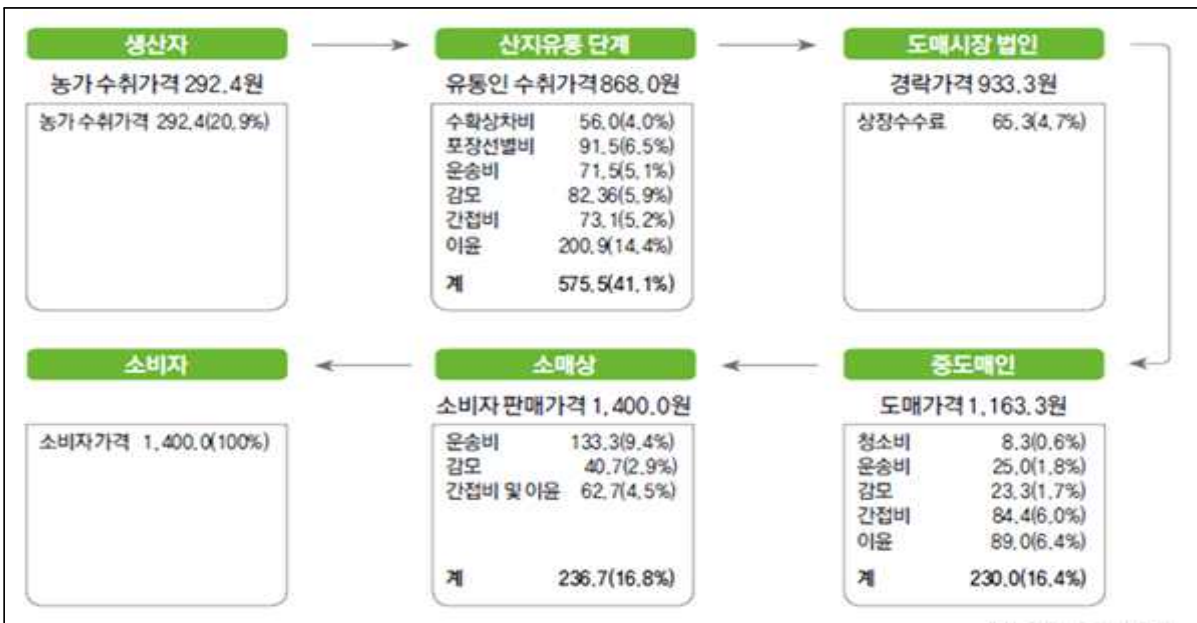 생산자
산지유통 단계
도매시장 법인
농가 수취가격 292.4원
유통인 수취가격 868.0원
경락가격 933.3원
농가 수취가격 292.4(20.9%)
수확상차비 56.0(4.0%)
포장선별비 91.5(6.5%)
운송비 71.5(5.1%)
감모 82.36(5.9%)
간접비 73.1(5.2%)
이윤 200.9(14.4%)
계 575.5(41.1%)
상장수수료 65.3(4.7%)
소비자
소매상
중도매인
소비자 판매가격 1,400.0원
도매가격 1,163.3원
소비자가격 1,400.0(100%)
운송비 133.3(9.4%)
감모 40.7(2.9%)
간접비 및 이윤 62.7(4.5%)
계 236.7(16.8%)
청소비 8.3(0.6%)
운송비 25.0(1.8%)
감모 23.3(1.7%)
간접비 84.4(6.0%)
이윤 89.0(6.4%)
계 230.0(16.4%)